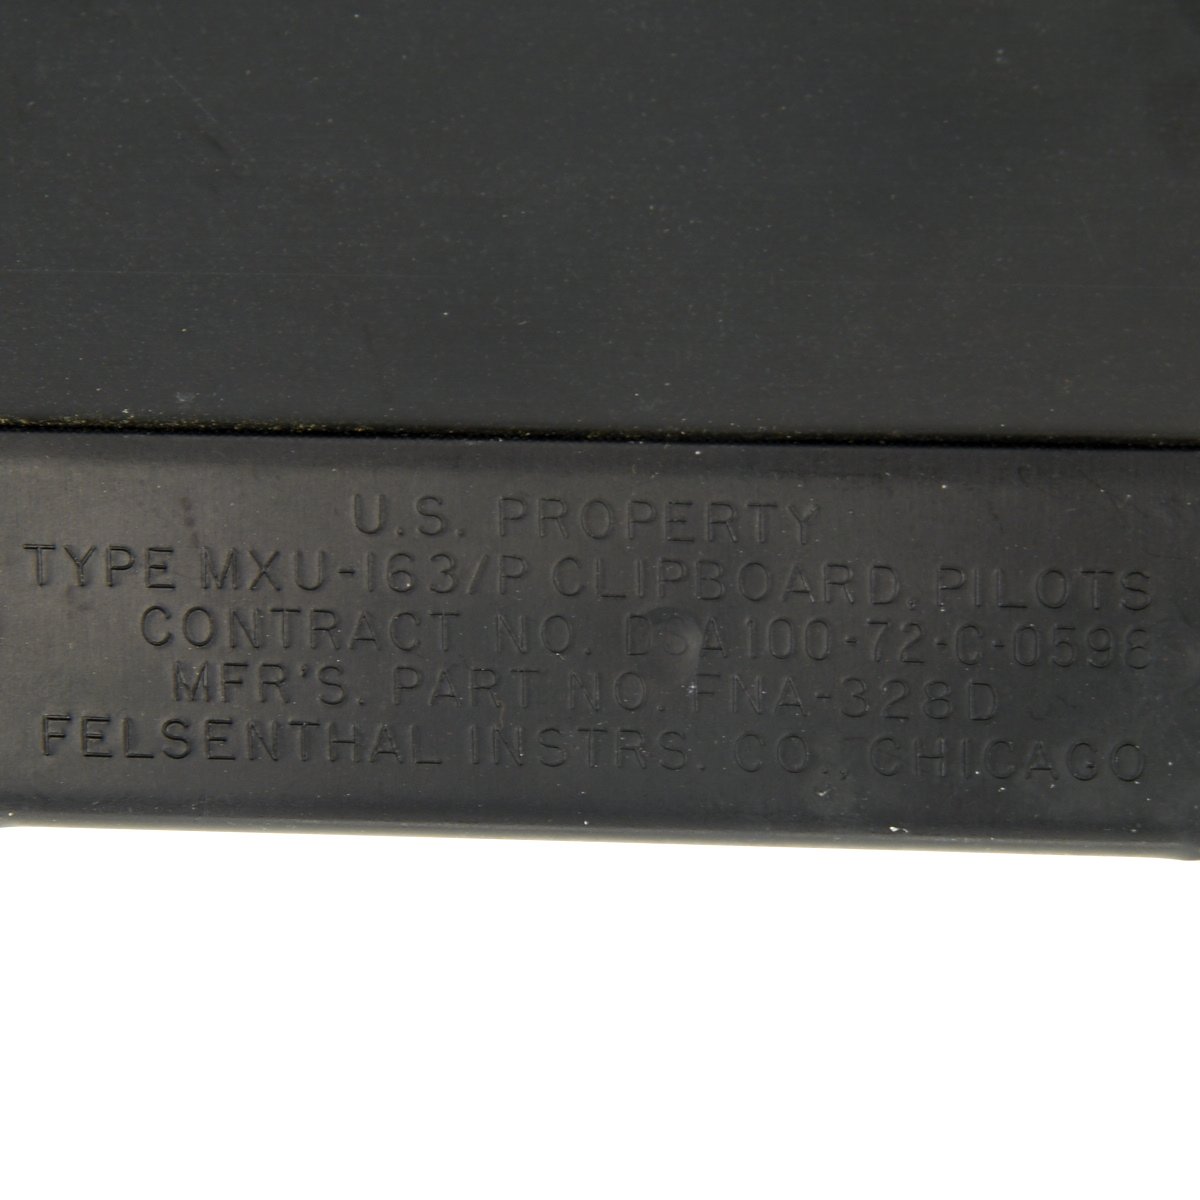 U.S. PROPERTY
TYPE MXU-163/P CLIPBOARD, PILOTS
CONTRACT NO. DSA100-72-C-0598
MFR'S. PART NO. FNA-328D
FELSENTHAL INSTRS. CO., CHICAGO